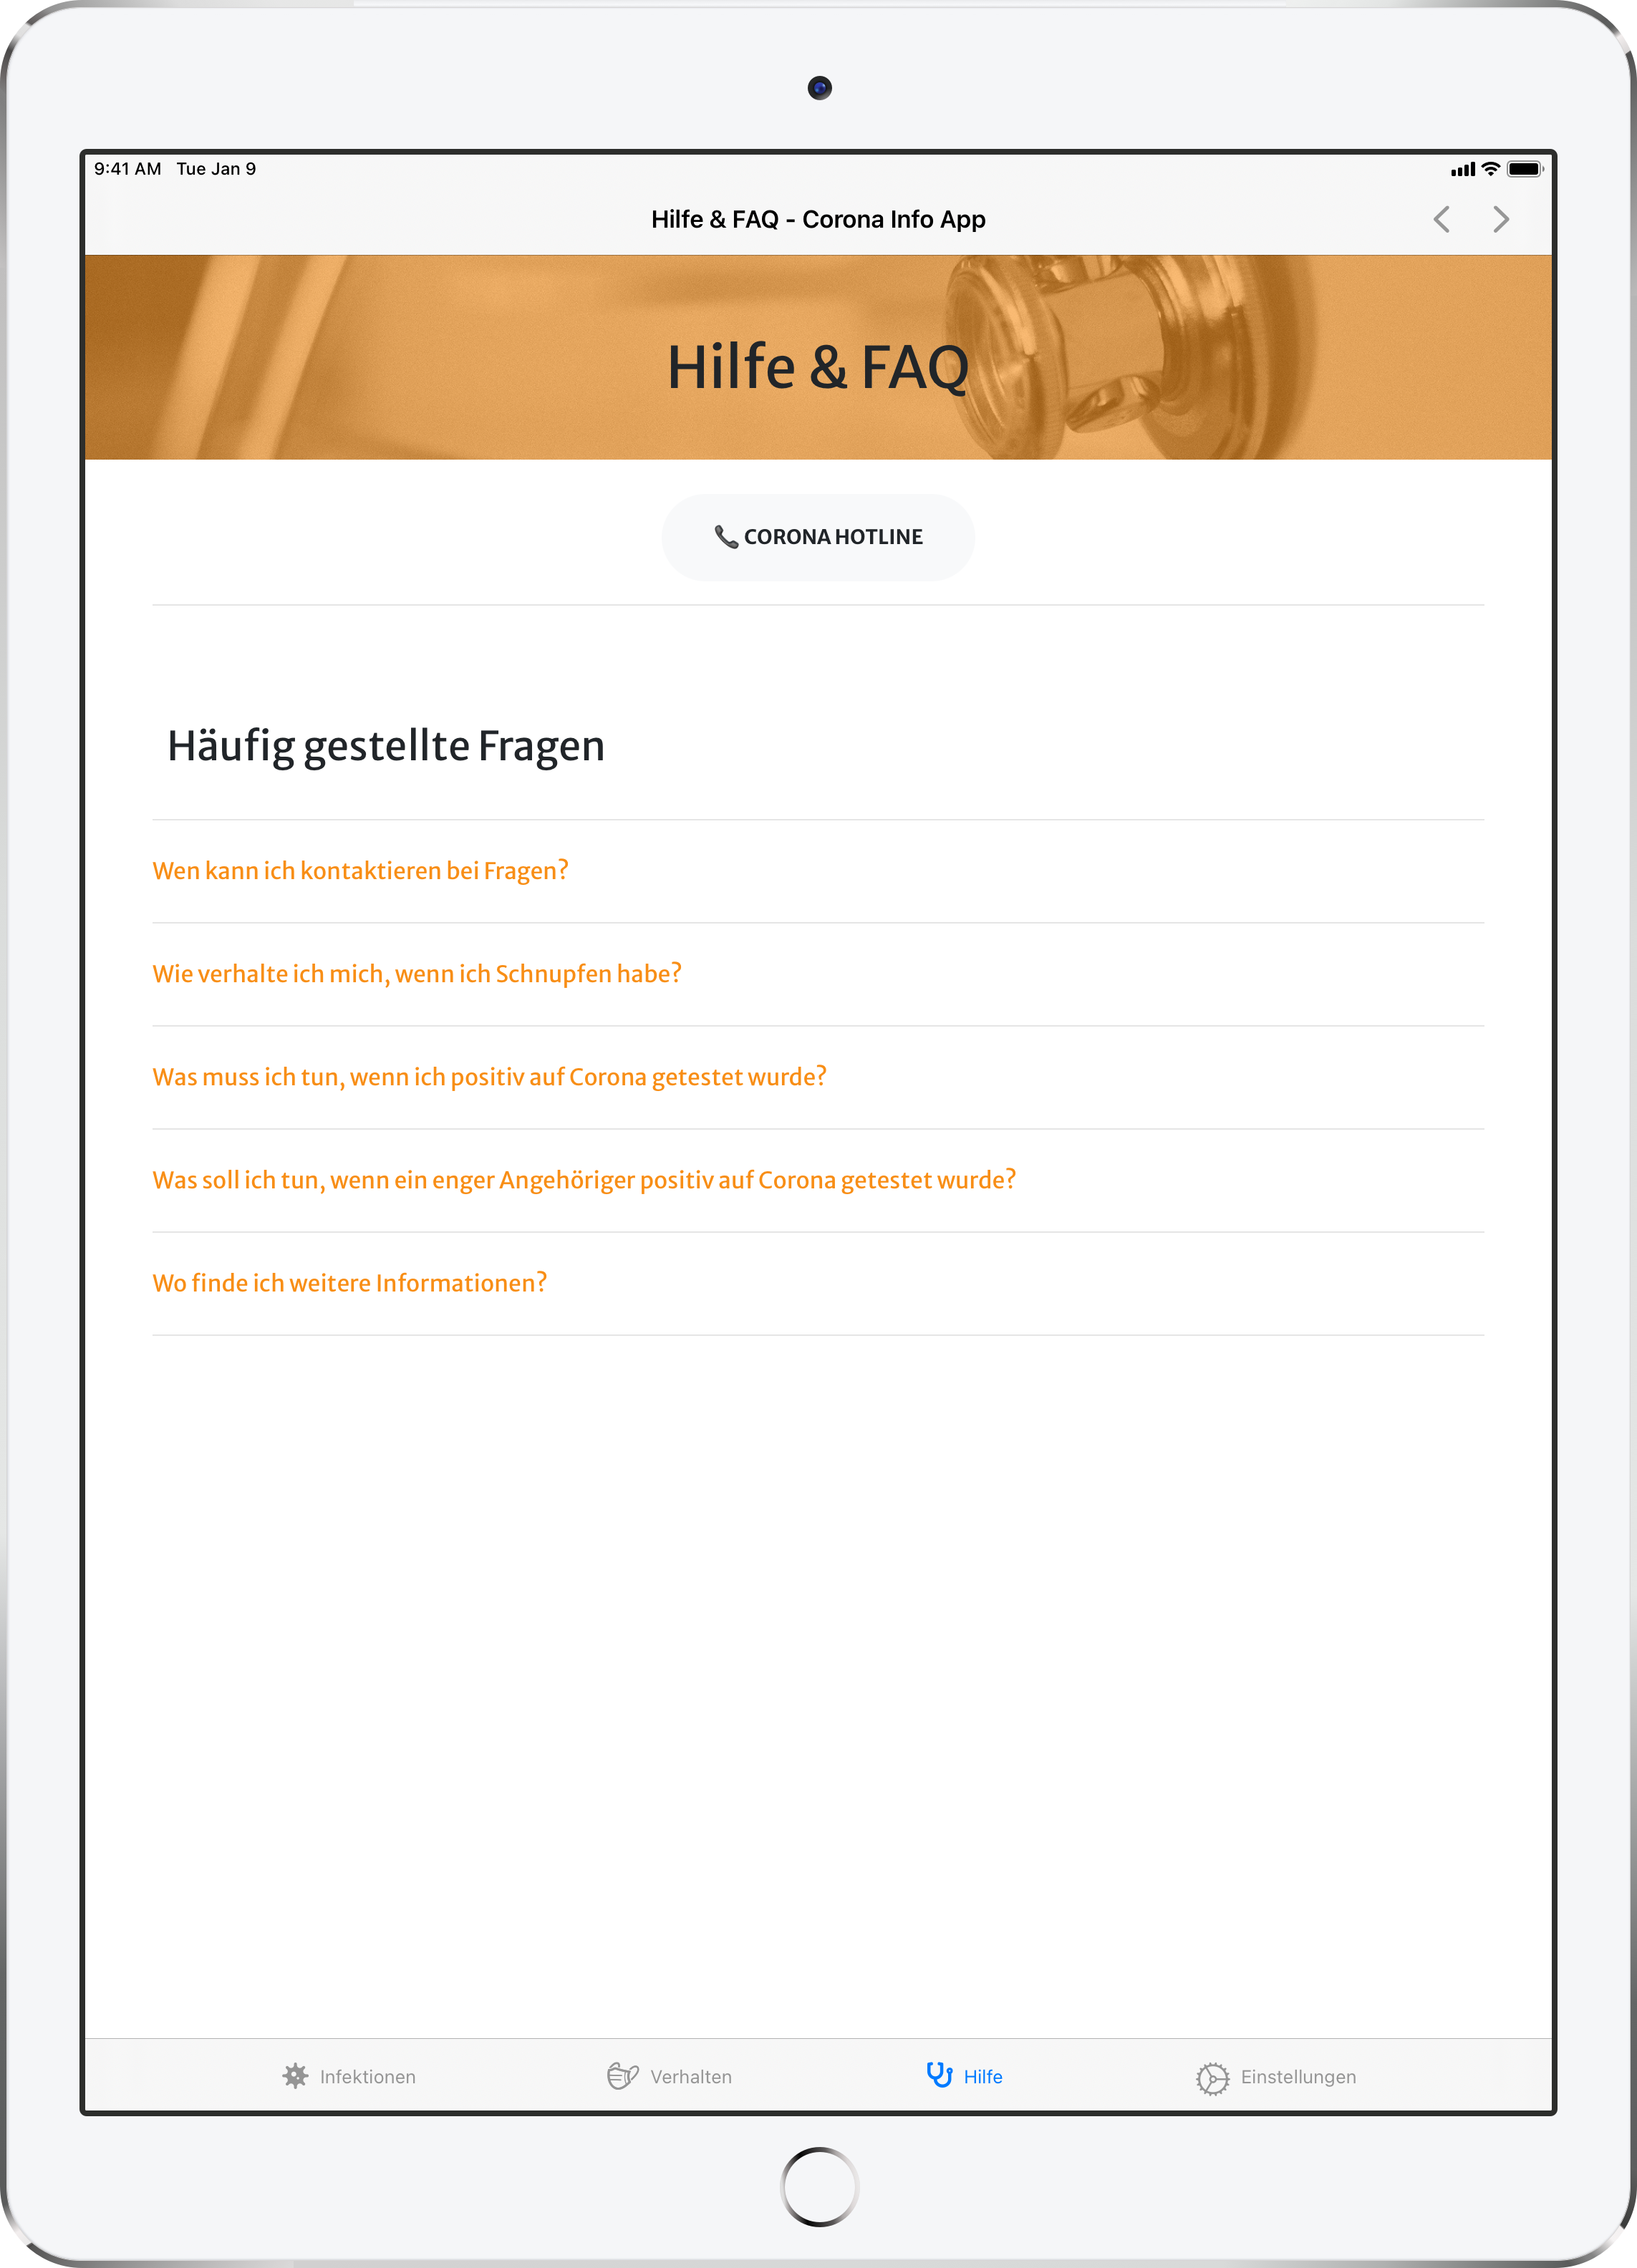 9:41 AM Tue Jan 9
Hilfe & FAQ - Corona Info App
Hilfe & FAQ
CORONA HOTLINE
Häufig gestellte Fragen
Wen kann ich kontaktieren bei Fragen?
Wie verhalte ich mich, wenn ich Schnupfen habe?
Was muss ich tun, wenn ich positiv auf Corona getestet wurde?
Was soll ich tun, wenn ein enger Angehöriger positiv auf Corona getestet wurde?
Wo finde ich weitere Informationen?
Infektionen Verhalten Hilfe Einstellungen